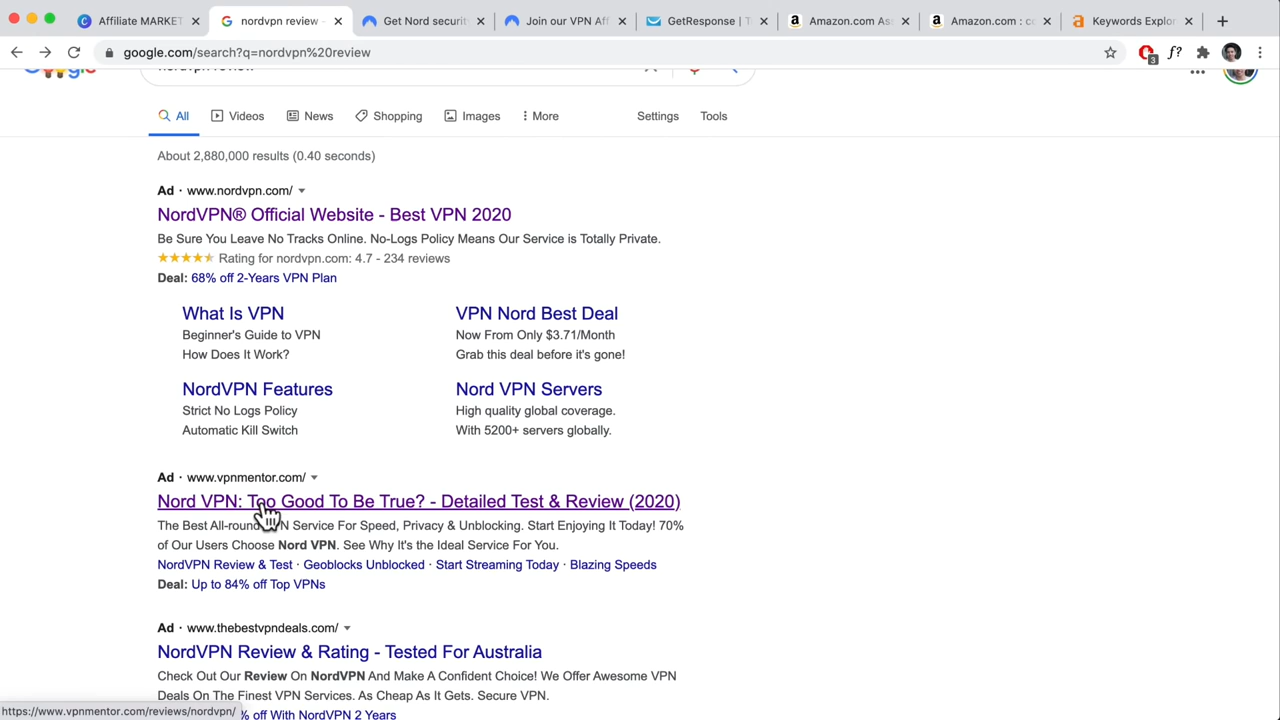 Affiliate MARKET
nordvpn review -
Get Nord securit
Join our VPN Aff
GetResponse | T
Amazon.com Ass
Amazon.com : c
Keywords Explor
google.com/search?q=nordvpn%20review
3
f?
nordvpn review
All
Videos
News
Shopping
Images
More
Settings
Tools
About 2,880,000 results (0.40 seconds)
Ad · www.nordvpn.com/
NordVPN® Official Website - Best VPN 2020
Be Sure You Leave No Tracks Online. No-Logs Policy Means Our Service is Totally Private.
Rating for nordvpn.com: 4.7 - 234 reviews
Deal: 68% off 2-Years VPN Plan
What Is VPN
Beginner's Guide to VPN
How Does It Work?
VPN Nord Best Deal
Now From Only $3.71/Month
Grab this deal before it's gone!
NordVPN Features
Strict No Logs Policy
Automatic Kill Switch
Nord VPN Servers
High quality global coverage.
With 5200+ servers globally.
Ad · www.vpnmentor.com/
Nord VPN: Too Good To Be True? - Detailed Test & Review (2020)
The Best All-round VPN Service For Speed, Privacy & Unblocking. Start Enjoying It Today! 70%
of Our Users Choose Nord VPN. See Why It's the Ideal Service For You.
NordVPN Review & Test · Geoblocks Unblocked · Start Streaming Today · Blazing Speeds
Deal: Up to 84% off Top VPNs
Ad · www.thebestvpndeals.com/
NordVPN Review & Rating - Tested For Australia
Check Out Our Review On NordVPN And Make A Confident Choice! We Offer Awesome VPN
Deals On The Finest VPN Services. As Cheap As It Gets. Secure VPN.
% off With NordVPN 2 Years
https://www.vpnmentor.com/reviews/nordvpn/